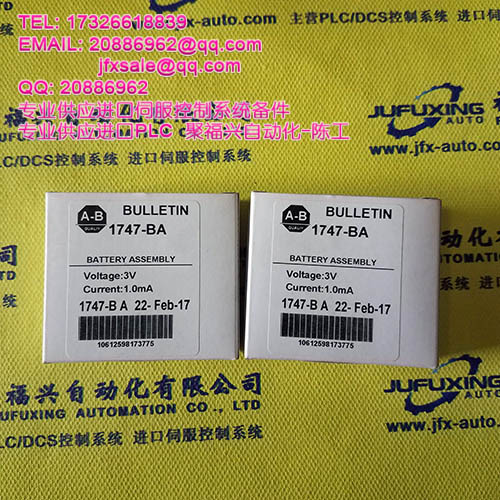 TEL: 17326618839
EMAIL: 20886962@qq.com
jfxsale@qq.com
QQ: 20886962
专业供应进口伺服控制系统备件
专业供应进口PLC 聚福兴自动化-陈工
主营PLC/DCS控制系统 进口
fx-auto.com
JUFUXING
www.jfx-auto.com
/DCS控制系统 进口伺服控制系统
A-B
QUALITY
BULLETIN
1747-BA
BATTERY ASSEMBLY
Voltage:3V
Current:1.0mA
1747-B A 22- Feb-17
10612598173775
A-B
QUALITY
BULLETIN
1747-BA
BATTERY ASSEMBLY
Voltage:3V
Current:1.0mA
1747-B A 22- Feb-17
10612598173775
福兴自动化有限公司
JUFUXING AUTOMATION CO., LTD
PLC/DCS控制系统 进口伺服控制系统
JUFUXING
www.jfx-auto.com